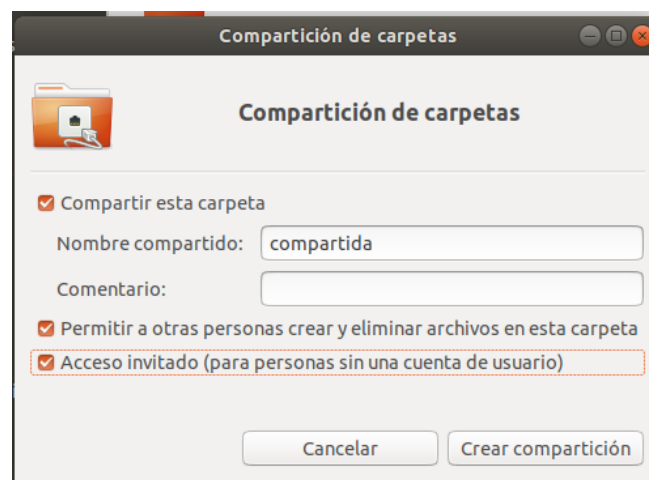 Compartición de carpetas
Compartición de carpetas
Compartir esta carpeta
Nombre compartido: compartida
Comentario:
Permitir a otras personas crear y eliminar archivos en esta carpeta
Acceso invitado (para personas sin una cuenta de usuario)
Cancelar Crear compartición